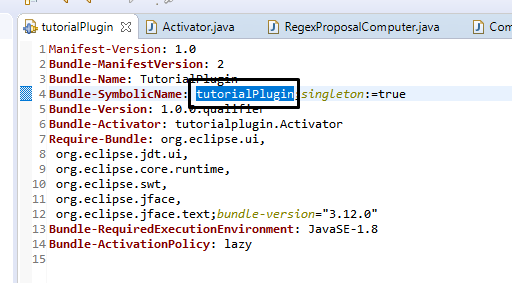 tutorialPlugin
Activator.java
RegexProposalComputer.java
Com
1 Manifest-Version: 1.0
2 Bundle-ManifestVersion: 2
3 Bundle-Name: TutorialPlugin
4 Bundle-SymbolicName: tutorialPlugin;singleton:=true
5 Bundle-Version: 1.0.0.qualifier
6 Bundle-Activator: tutorialplugin.Activator
7 Require-Bundle: org.eclipse.ui,
8 org.eclipse.jdt.ui,
9 org.eclipse.core.runtime,
10 org.eclipse.swt,
11 org.eclipse.jface,
12 org.eclipse.jface.text;bundle-version="3.12.0"
13 Bundle-RequiredExecutionEnvironment: JavaSE-1.8
14 Bundle-ActivationPolicy: lazy
15